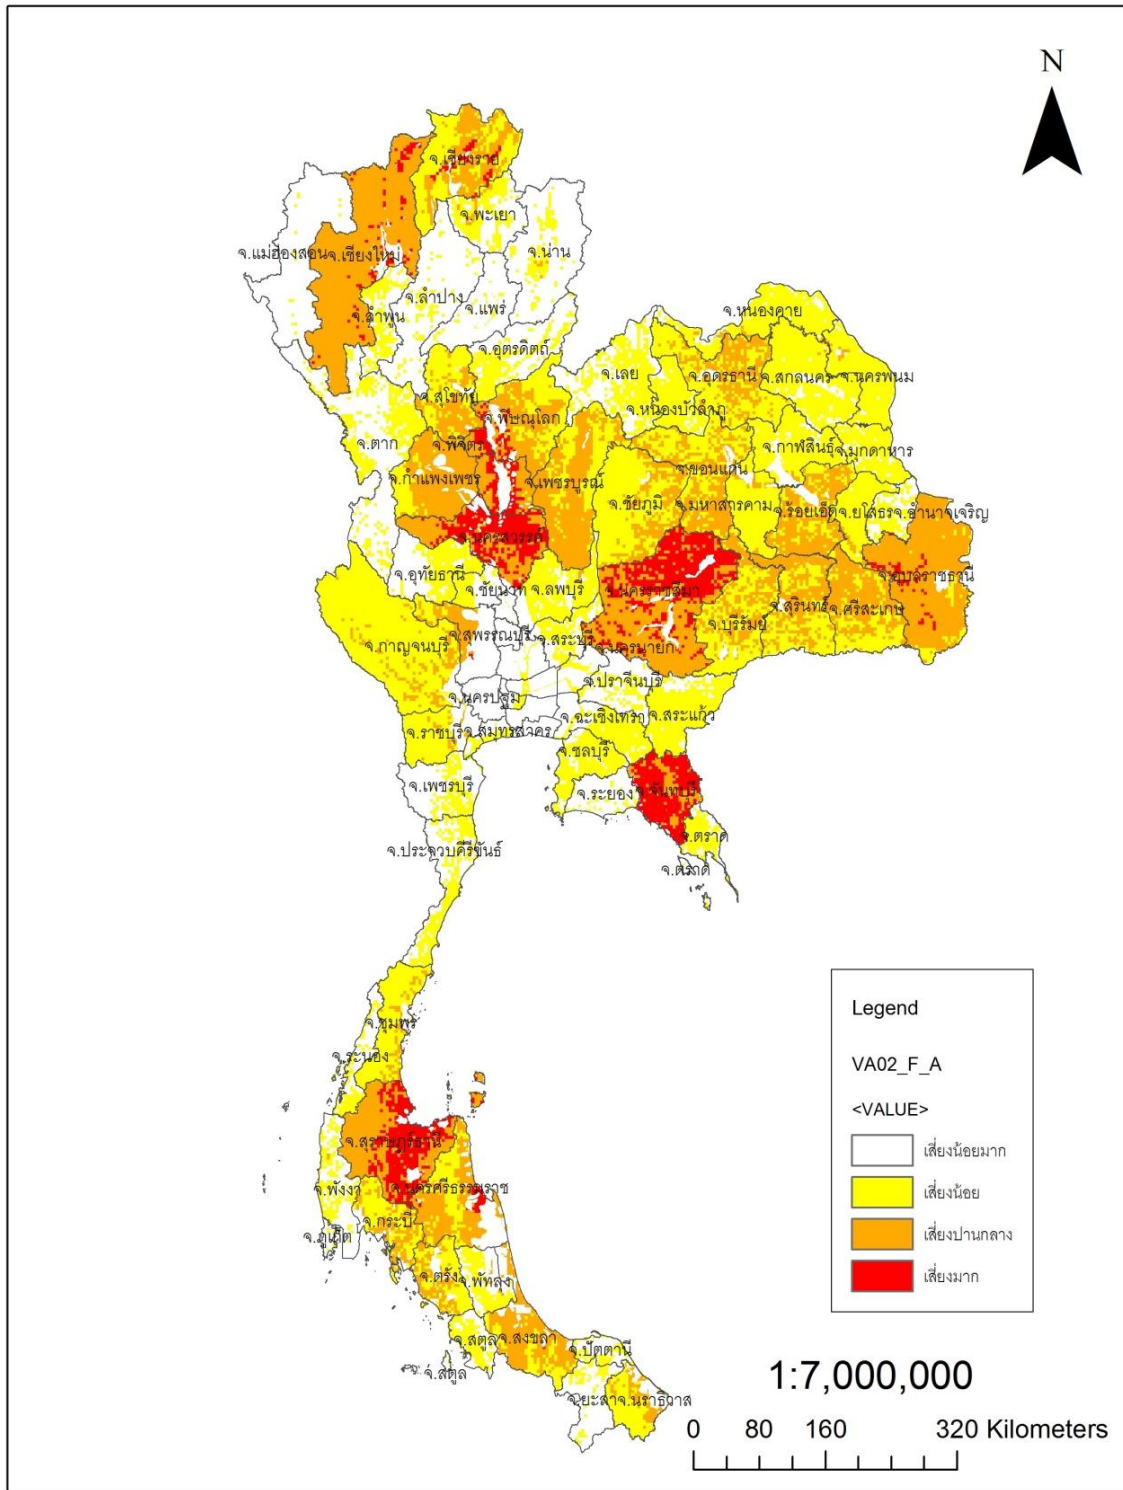 N
จ.เชียงราย
จ.พะเยา
จ.แม่ฮ่องสอน
จ.เชียงใหม่
จ.น่าน
จ.ลำปาง
จ.แพร่
จ.ลำพูน
จ.หนองคาย
จ.อุตรดิตถ์
จ.เลย
จ.อุดรธานี
จ.สกลนคร
จ.นครพนม
จ.สุโขทัย
จ.พิษณุโลก
จ.หนองบัวลำภู
จ.ตาก
จ.พิจิตร
จ.กาฬสินธุ์
จ.มุกดาหาร
จ.กำแพงเพชร
จ.เพชรบูรณ์
จ.ขอนแก่น
จ.ชัยภูมิ
จ.มหาสารคาม
จ.ร้อยเอ็ด
จ.ยโสธร
จ.อำนาจเจริญ
จ.นครสวรรค์
จ.อุทัยธานี
จ.ชัยนาท
จ.ลพบุรี
จ.นครราชสีมา
จ.อุบลราชธานี
จ.บุรีรัมย์
จ.สุรินทร์
จ.ศรีสะเกษ
จ.กาญจนบุรี
จ.สุพรรณบุรี
จ.สระบุรี
จ.นครนายก
จ.ปราจีนบุรี
จ.นครปฐม
จ.ราชบุรี
จ.สมุทรสาคร
จ.ฉะเชิงเทรา
จ.สระแก้ว
จ.ชลบุรี
จ.เพชรบุรี
จ.ระยอง
จ.จันทบุรี
จ.ตราด
จ.ตราด
จ.ประจวบคีรีขันธ์
จ.ชุมพร
จ.ระนอง
จ.สุราษฎร์ธานี
จ.พังงา
จ.นครศรีธรรมราช
จ.กระบี่
จ.ภูเก็ต
จ.ตรัง
จ.พัทลุง
จ.สตูล
จ.สงขลา
จ.ปัตตานี
จ.สตูล
จ.ยะลา
จ.นราธิวาส
Legend
VA02_F_A
<VALUE>
เสี่ยงน้อยมาก
เสี่ยงน้อย
เสี่ยงปานกลาง
เสี่ยงมาก
1:7,000,000
0 80 160 320 Kilometers